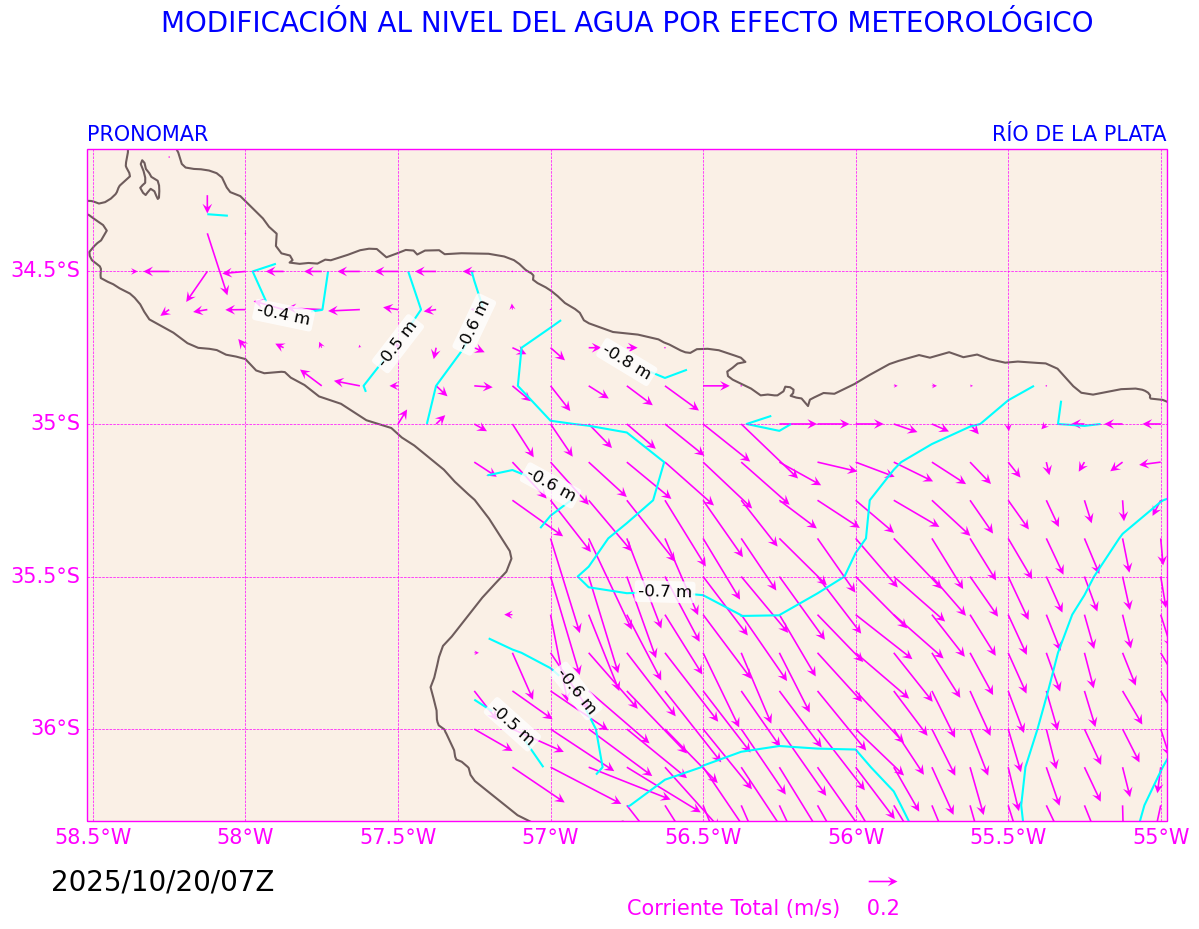 MODIFICACIÓN AL NIVEL DEL AGUA POR EFECTO METEOROLÓGICO
PRONOMAR
RÍO DE LA PLATA
34.5°S
-0.4 m
-0.5 m
-0.6 m
-0.8 m
35°S
-0.6 m
35.5°S
-0.7 m
-0.6 m
-0.5 m
36°S
58.5°W 58°W 57.5°W 57°W 56.5°W 56°W 55.5°W 55°W
2025/10/20/07Z
Corriente Total (m/s) 0.2